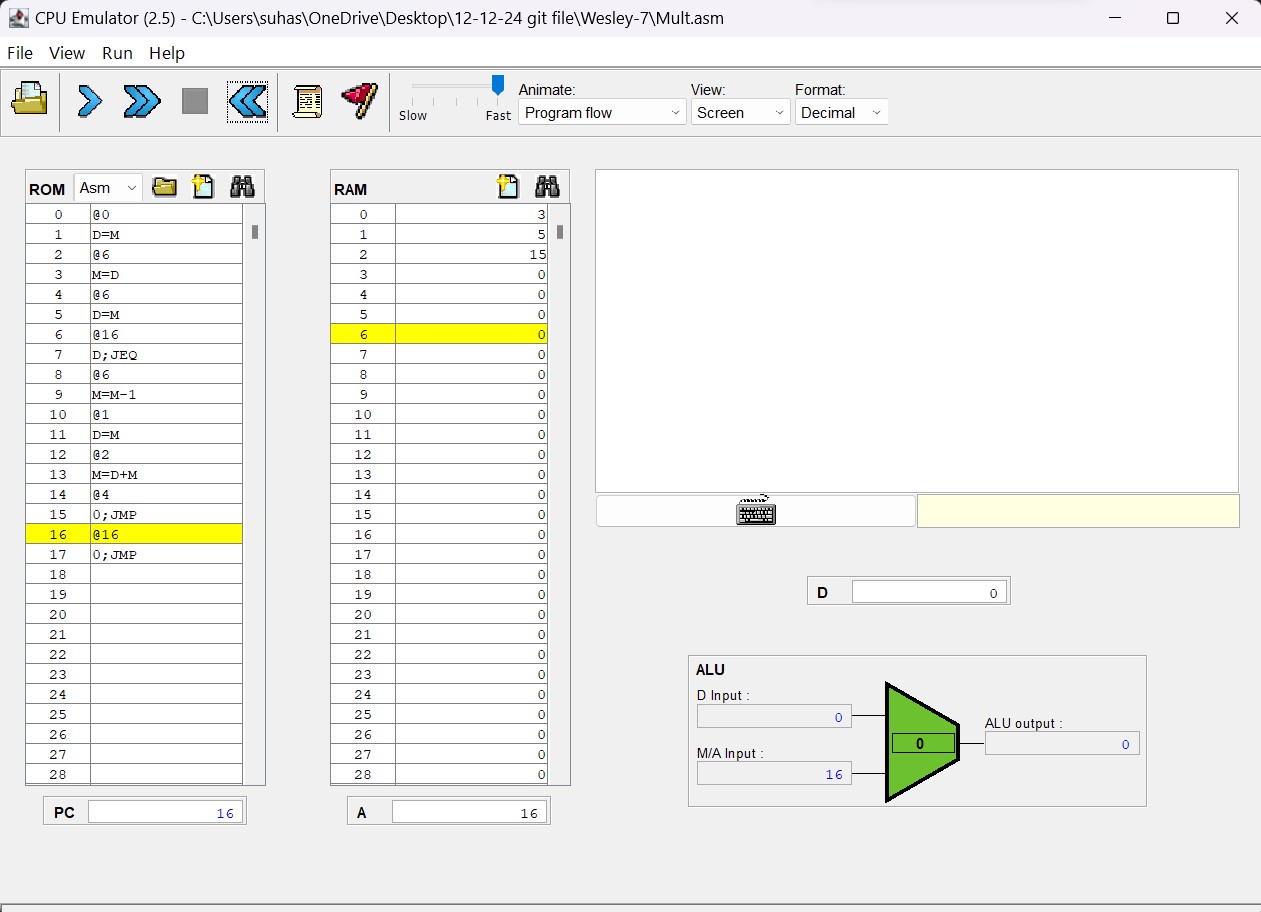 CPU Emulator (2.5) - C:\Users\suhas\OneDrive\Desktop\12-12-24 git file\Wesley-7\Mult.asm
File View Run Help
Slow Fast
Animate: View: Format:
Program flow Screen Decimal
ROM Asm
0 @0
1 D=M
2 @6
3 M=D
4 @6
5 D=M
6 @16
7 D;JEQ
8 @6
9 M=M-1
10 @1
11 D=M
12 @2
13 M=D+M
14 @4
15 0;JMP
16 @16
17 0;JMP
18
19
20
21
22
23
24
25
26
27
28
PC 16
RAM
0 3
1 5
2 15
3 0
4 0
5 0
6 0
7 0
8 0
9 0
10 0
11 0
12 0
13 0
14 0
15 0
16 0
17 0
18 0
19 0
20 0
21 0
22 0
23 0
24 0
25 0
26 0
27 0
28 0
A 16
D 0
ALU
D Input :
0
M/A Input :
16
0
ALU output :
0